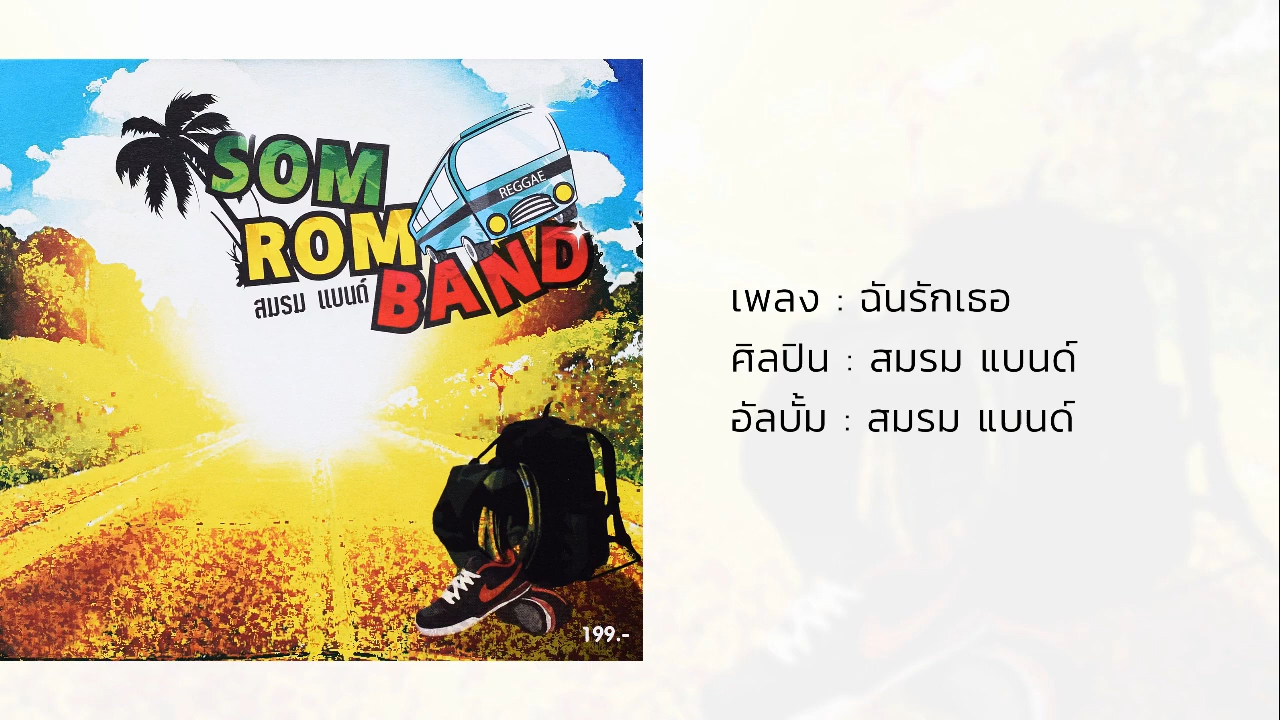 SOM
ROM
BAND
REGGAE
สมรม แบนด์
199.-
เพลง : ฉันรักเธอ
ศิลปิน : สมรม แบนด์
อัลบั้ม : สมรม แบนด์